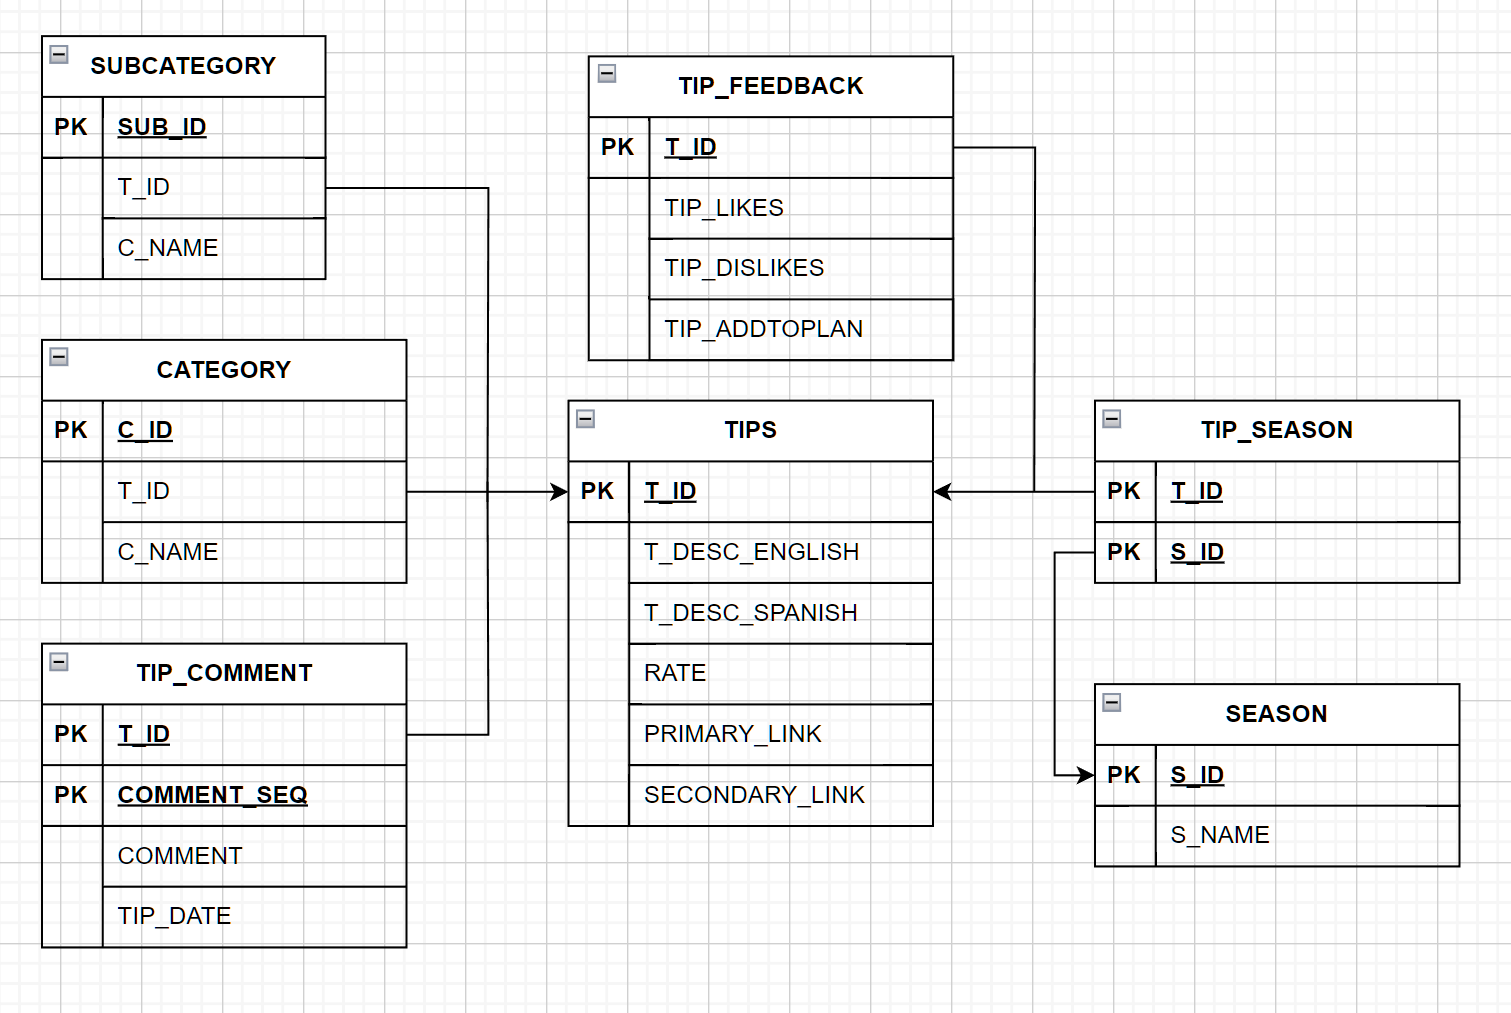 SUBCATEGORY
PK SUB_ID
T_ID
C_NAME
TIP_FEEDBACK
PK T_ID
TIP_LIKES
TIP_DISLIKES
TIP_ADDTOPLAN
CATEGORY
PK C_ID
T_ID
C_NAME
TIPS
PK T_ID
T_DESC_ENGLISH
T_DESC_SPANISH
RATE
PRIMARY_LINK
SECONDARY_LINK
TIP_SEASON
PK T_ID
PK S_ID
TIP_COMMENT
PK T_ID
PK COMMENT_SEQ
COMMENT
TIP_DATE
SEASON
PK S_ID
S_NAME